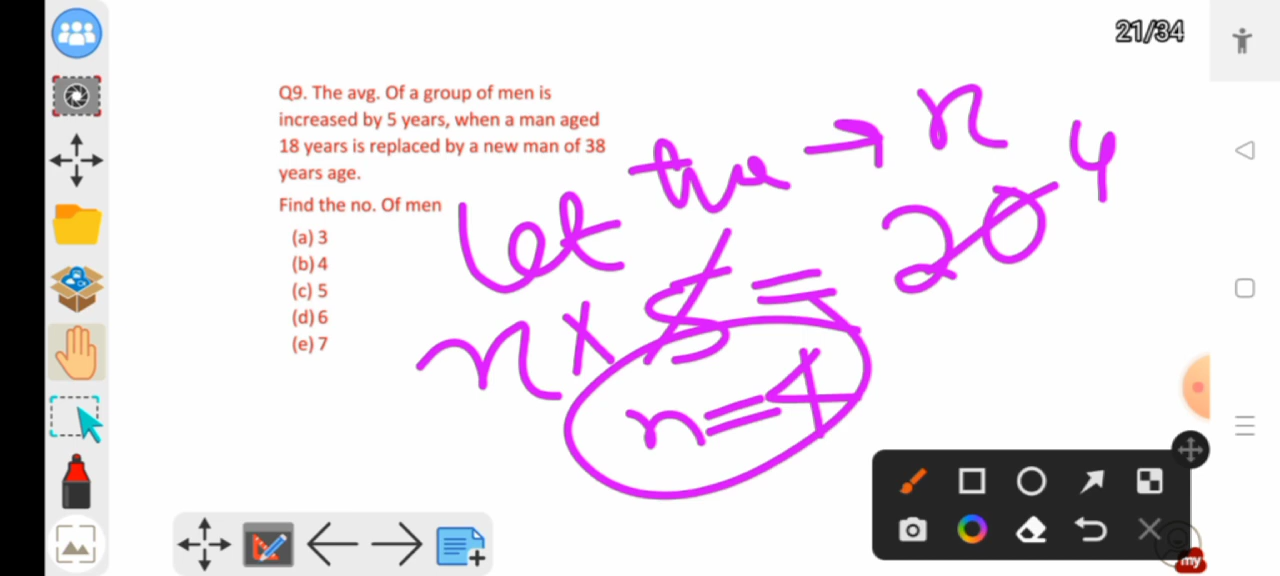 21/34
Q9. The avg. Of a group of men is
increased by 5 years, when a man aged
18 years is replaced by a new man of 38
years age.
Find the no. Of men
(a) 3
(b) 4
(c) 5
(d) 6
(e) 7
Let the → n
n x 5 = 20 4
n = 4
my